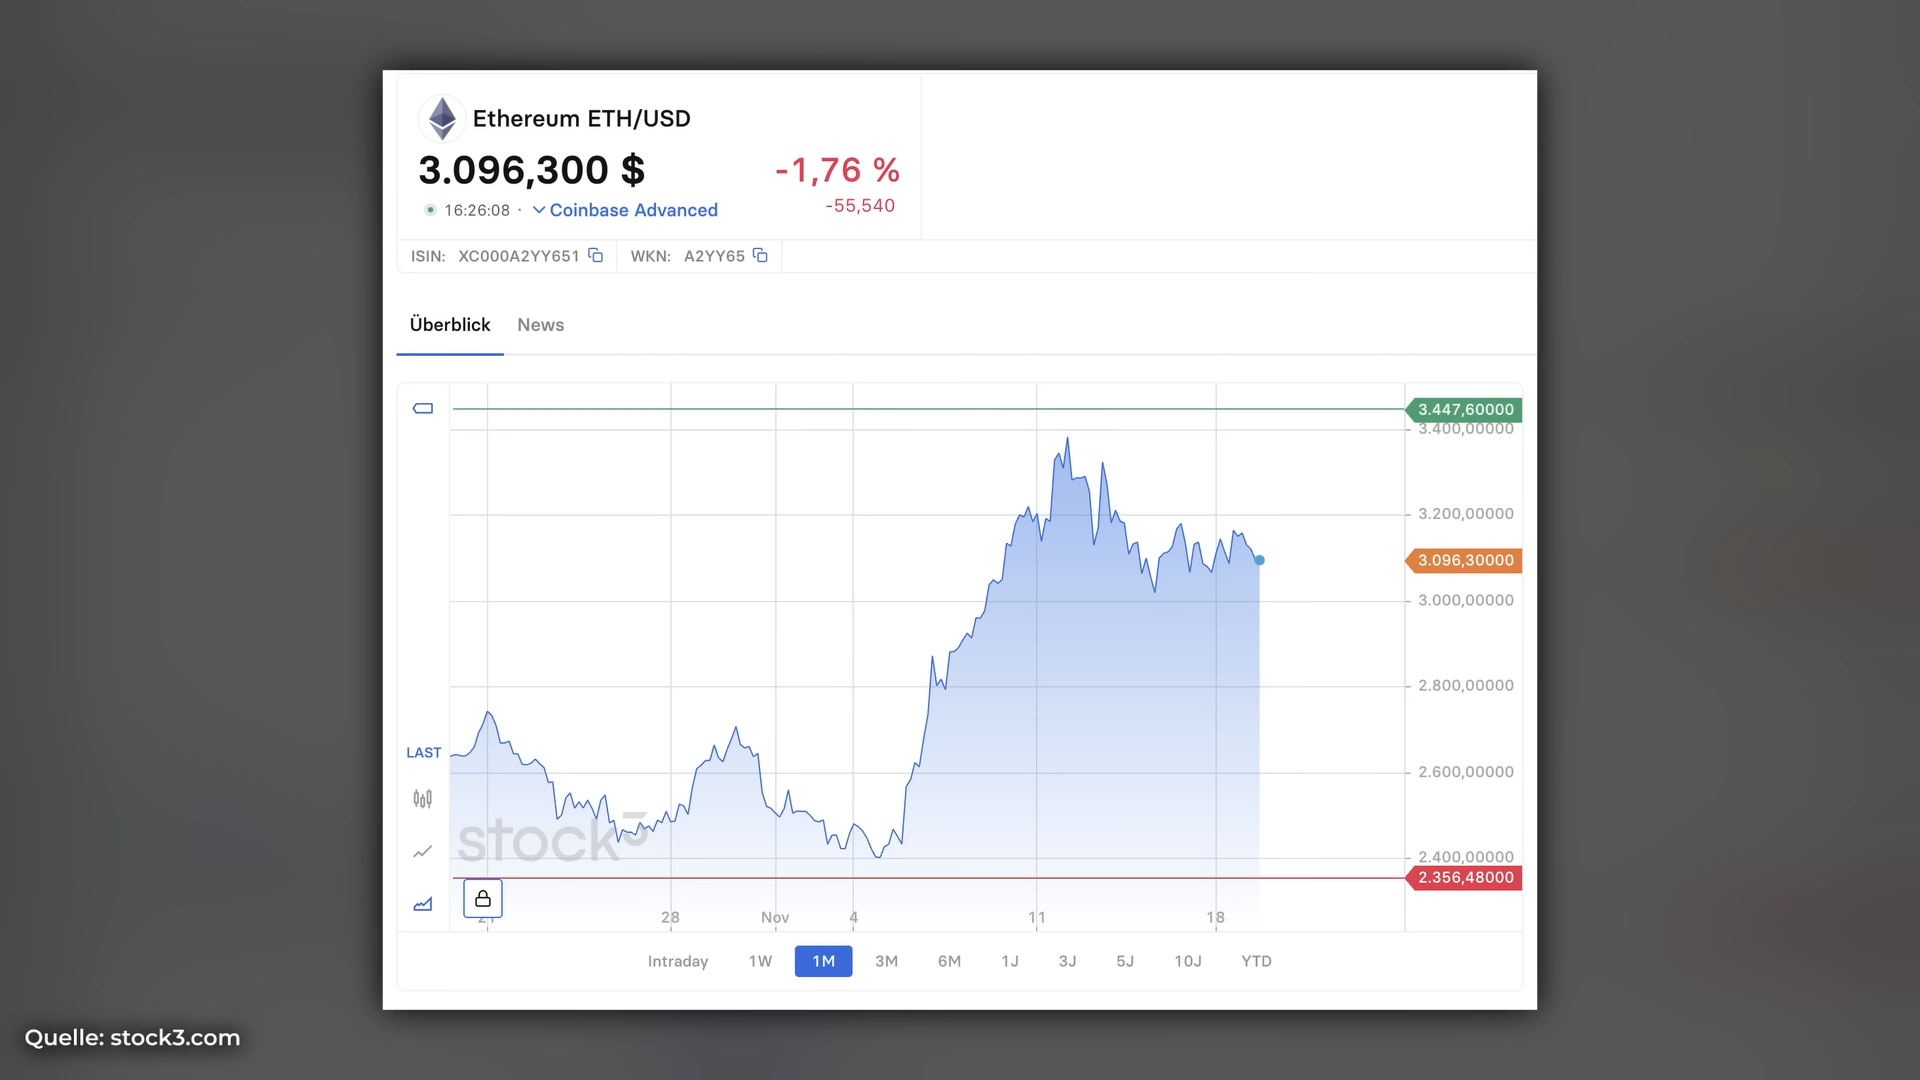 Ethereum ETH/USD
3.096,300 $
-1,76 %
16:26:08 · Coinbase Advanced
-55,540
ISIN: XC000A2YY651
WKN: A2YY65
Überblick
News
3.447,60000
3.400,00000
3.200,00000
3.096,30000
3.000,00000
2.800,00000
LAST
2.600,00000
stock3
2.400,00000
2.356,48000
28 Nov 4 11 18
Intraday 1W 1M 3M 6M 1J 3J 5J 10J YTD
Quelle: stock3.com